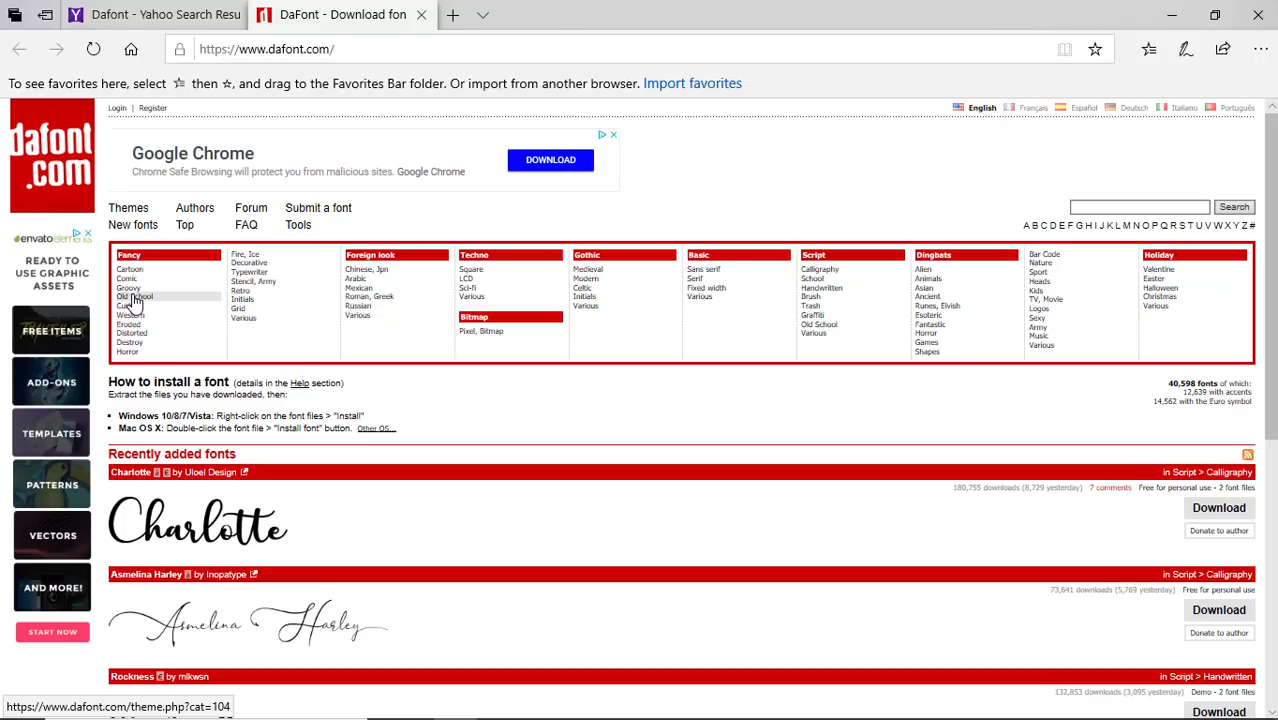 Dafont - Yahoo Search Resu
DaFont - Download fon
https://www.dafont.com/
To see favorites here, select ☆ then ☆, and drag to the Favorites Bar folder. Or import from another browser. Import favorites
Login | Register
English Français Español Deutsch Italiano Português
dafont
.com
Google Chrome
Chrome Safe Browsing will protect you from malicious sites. Google Chrome
DOWNLOAD
Themes Authors Forum Submit a font
New fonts Top FAQ Tools
Search
A B C D E F G H I J K L M N O P Q R S T U V W X Y Z #
envato elements
READY TO
USE GRAPHIC
ASSETS
FREE ITEMS
ADD-ONS
TEMPLATES
PATTERNS
VECTORS
AND MORE!
START NOW
Fancy
Cartoon
Comic
Groovy
Old School
Western
Eroded
Distorted
Destroy
Horror
Fire, Ice
Decorative
Typewriter
Stencil, Army
Retro
Initials
Grid
Various
Foreign look
Chinese, Jpn
Arabic
Mexican
Roman, Greek
Russian
Various
Techno
Square
LCD
Sci-fi
Various
Bitmap
Pixel, Bitmap
Gothic
Medieval
Modern
Celtic
Initials
Various
Basic
Sans serif
Serif
Fixed width
Various
Script
Calligraphy
School
Handwritten
Brush
Trash
Graffiti
Old School
Various
Dingbats
Alien
Animals
Asian
Ancient
Runes, Elvish
Esoteric
Fantastic
Horror
Games
Shapes
Bar Code
Nature
Sport
Heads
Kids
TV, Movie
Logos
Sexy
Army
Music
Various
Holiday
Valentine
Easter
Halloween
Christmas
Various
How to install a font (details in the Help section)
Extract the files you have downloaded, then:
Windows 10/8/7/Vista: Right-click on the font files > "Install"
Mac OS X: Double-click the font file > "Install font" button. Other OS...
40,598 fonts of which:
12,639 with accents
14,562 with the Euro symbol
Recently added fonts
Charlotte à € by Uloel Design in Script > Calligraphy
180,755 downloads (8,729 yesterday) 7 comments Free for personal use - 2 font files
Charlotte
Download
Donate to author
Asmelina Harley à by Inopatype in Script > Calligraphy
73,641 downloads (5,769 yesterday) Free for personal use
Asmelina Harley
Download
Donate to author
Rockness € by mlkwsn in Script > Handwritten
132,853 downloads (3,095 yesterday) Demo - 2 font files
Download
https://www.dafont.com/theme.php?cat=104